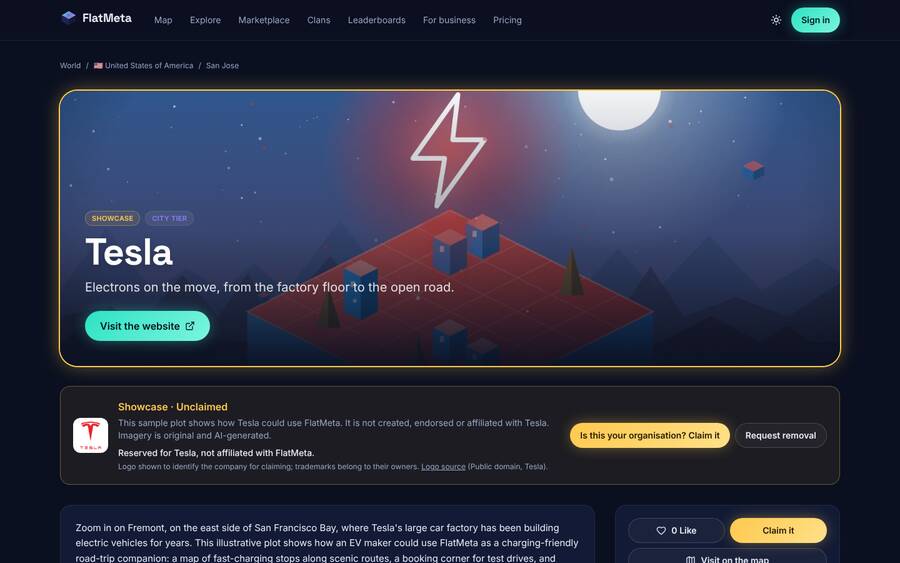 FlatMeta
Map
Explore
Marketplace
Clans
Leaderboards
For business
Pricing
Sign in
World / 🇺🇸 United States of America / San Jose
SHOWCASE
CITY TIER
Tesla
Electrons on the move, from the factory floor to the open road.
Visit the website
TESLA
Showcase · Unclaimed
This sample plot shows how Tesla could use FlatMeta. It is not created, endorsed or affiliated with Tesla.
Imagery is original and AI-generated.
Reserved for Tesla, not affiliated with FlatMeta.
Logo shown to identify the company for claiming; trademarks belong to their owners. Logo source (Public domain, Tesla).
Is this your organisation? Claim it
Request removal
Zoom in on Fremont, on the east side of San Francisco Bay, where Tesla's large car factory has been building
electric vehicles for years. This illustrative plot shows how an EV maker could use FlatMeta as a charging-friendly
road-trip companion: a map of fast-charging stops along scenic routes, a booking corner for test drives, and
0 Like
Claim it
Visit on the map